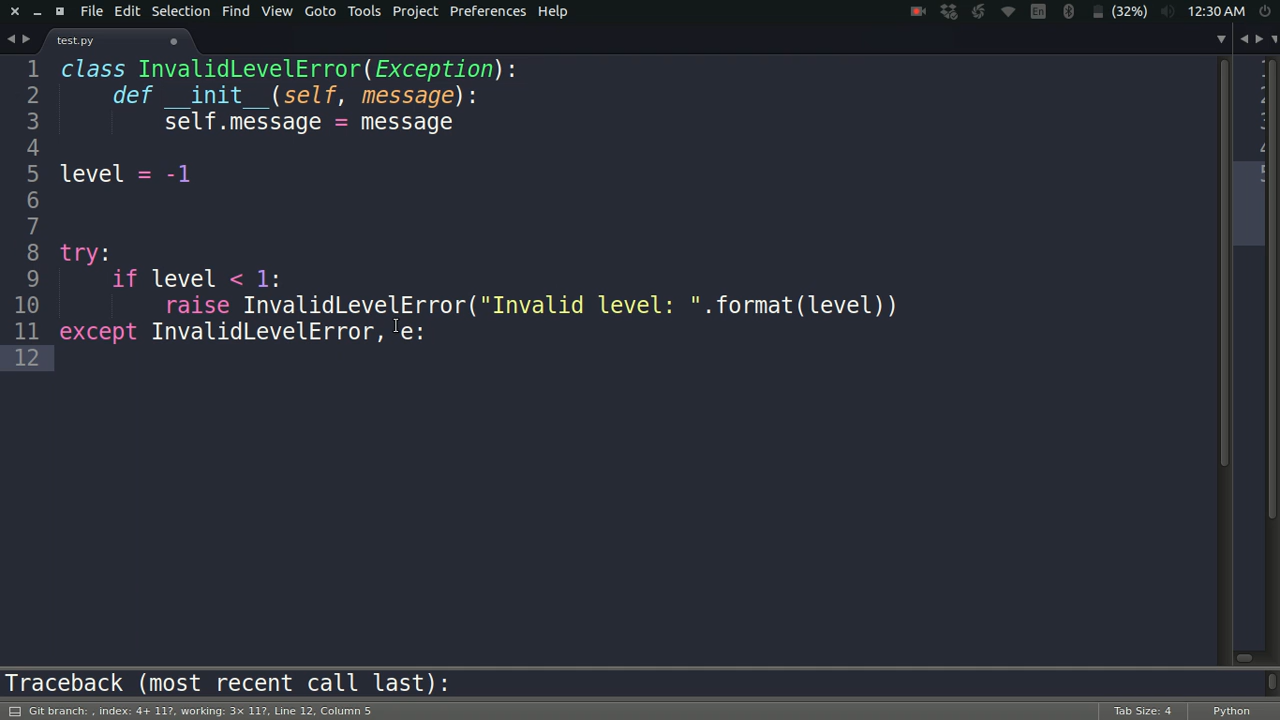 File Edit Selection Find View Goto Tools Project Preferences Help En (32%) 12:30 AM
test.py
1 class InvalidLevelError(Exception):
2 def __init__(self, message):
3 self.message = message
4
5 level = -1
6
7
8 try:
9 if level < 1:
10 raise InvalidLevelError("Invalid level: ".format(level))
11 except InvalidLevelError, e:
12
Traceback (most recent call last):
Git branch: , index: 4+ 11?, working: 3× 11?, Line 12, Column 5 Tab Size: 4 Python